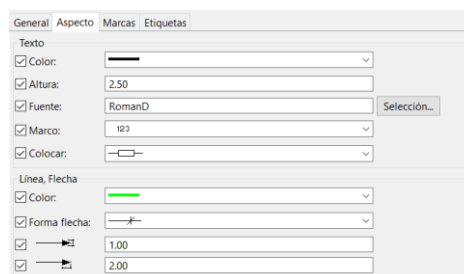 General Aspecto Marcas Etiquetas
Texto
Color:
Altura: 2.50
Fuente: RomanD Selección...
Marco: 123
Colocar:
Línea, Flecha
Color:
Forma flecha:
1.00
2.00